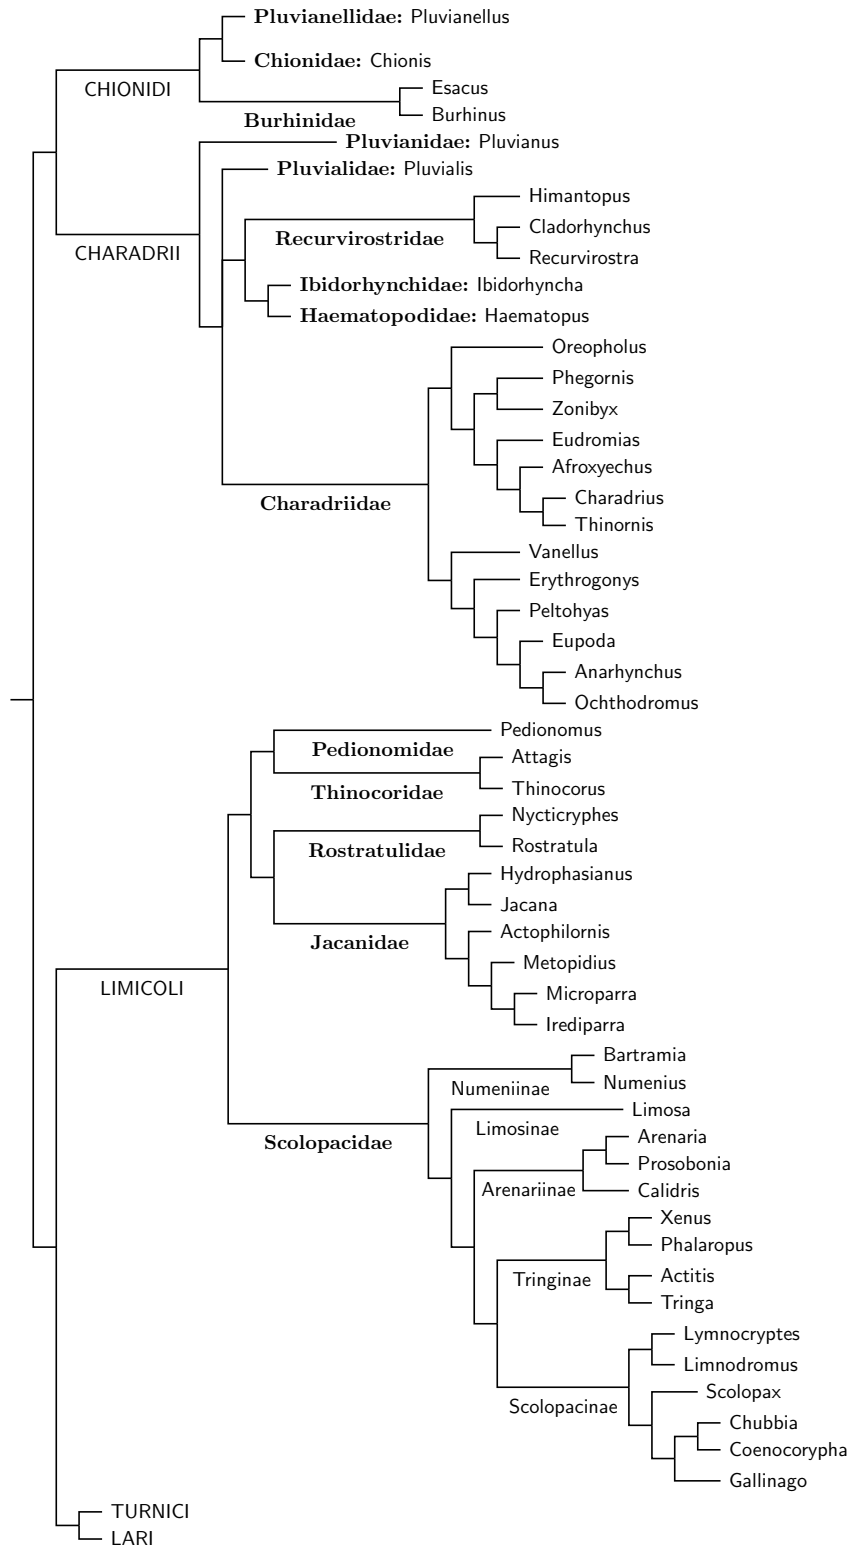 Pluvianellidae: Pluvianellus
Chionidae: Chionis
CHIONIDI
Esacus
Burhinus
Burhinidae
Pluvianidae: Pluvianus
Pluvialidae: Pluvialis
Himantopus
Cladorhynchus
Recurvirostridae
CHARADRII
Recurvirostra
Ibidorhynchidae: Ibidorhyncha
Haematopodidae: Haematopus
Oreopholus
Phegornis
Zonibyx
Eudromias
Afroxyechus
Charadrius
Charadriidae
Thinornis
Vanellus
Erythrogonys
Peltohyas
Eupoda
Anarhynchus
Ochthodromus
Pedionomus
Pedionomidae
Attagis
Thinocoridae
Thinocorus
Nycticryphes
Rostratula
Rostratulidae
Hydrophasianus
Jacana
Actophilornis
Jacanidae
Metopidius
LIMICOLI
Microparra
Irediparra
Bartramia
Numenius
Numeniinae
Limosa
Limosinae
Arenaria
Scolopacidae
Prosobonia
Arenariinae
Calidris
Xenus
Phalaropus
Actitis
Tringinae
Tringa
Lymnocryptes
Limnodromus
Scolopax
Scolopacinae
Chubbia
Coenocorypha
Gallinago
TURNICI
LARI